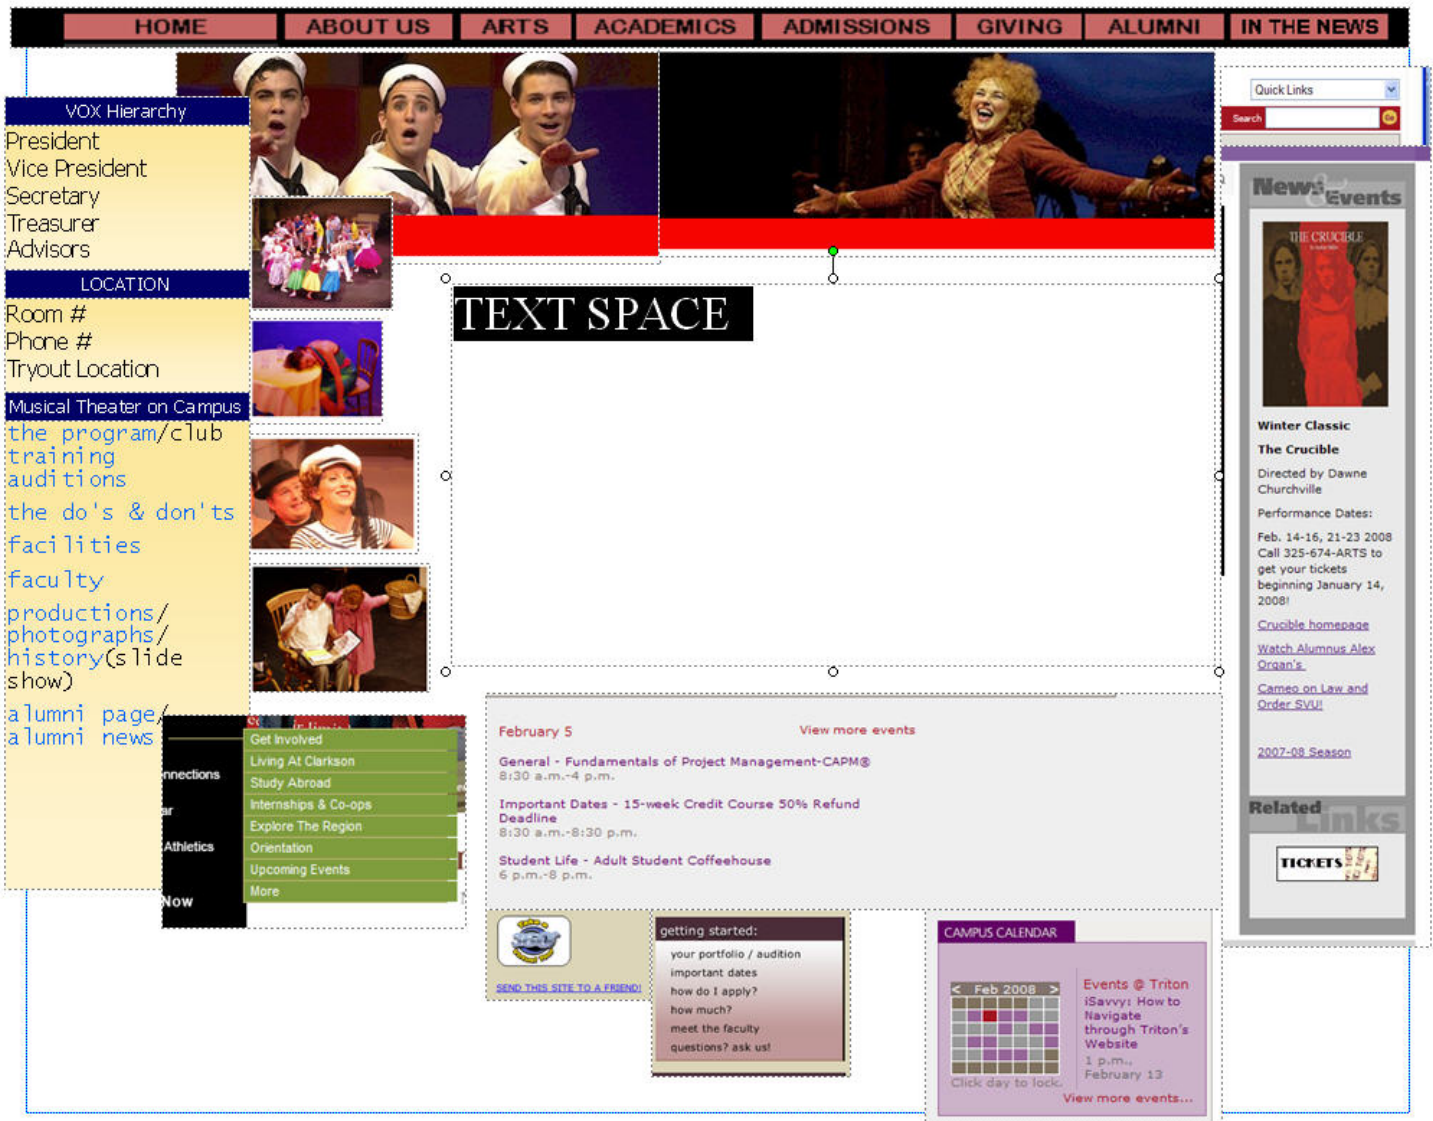 HOME ABOUT US ARTS ACADEMICS ADMISSIONS GIVING ALUMNI IN THE NEWS
VOX Hierarchy
President
Vice President
Secretary
Treasurer
Advisors
LOCATION
Room #
Phone #
Tryout Location
Musical Theater on Campus
the program/club
training
auditions
the do's & don'ts
facilities
faculty
productions/
photographs/
history(slide
show)
alumni page/
alumni news
nnections
ar
Athletics
Now
Get Involved
Living At Clarkson
Study Abroad
Internships & Co-ops
Explore The Region
Orientation
Upcoming Events
More
TEXT SPACE
February 5
View more events
General - Fundamentals of Project Management-CAPM®
8:30 a.m.-4 p.m.
Important Dates - 15-week Credit Course 50% Refund
Deadline
8:30 a.m.-8:30 p.m.
Student Life - Adult Student Coffeehouse
6 p.m.-8 p.m.
SEND THIS SITE TO A FRIEND!
getting started:
your portfolio / audition
important dates
how do I apply?
how much?
meet the faculty
questions? ask us!
CAMPUS CALENDAR
< Feb 2008 >
Click day to lock.
Events @ Triton
iSavvy: How to
Navigate
through Triton's
Website
1 p.m.,
February 13
View more events...
Quick Links
Search
Go
News and Events
THE CRUCIBLE
Winter Classic
The Crucible
Directed by Dawne
Churchville
Performance Dates:
Feb. 14-16, 21-23 2008
Call 325-674-ARTS to
get your tickets
beginning January 14,
2008!
Crucible homepage
Watch Alumnus Alex
Organ's
Cameo on Law and
Order SVU!
2007-08 Season
Related
Links
TICKETS